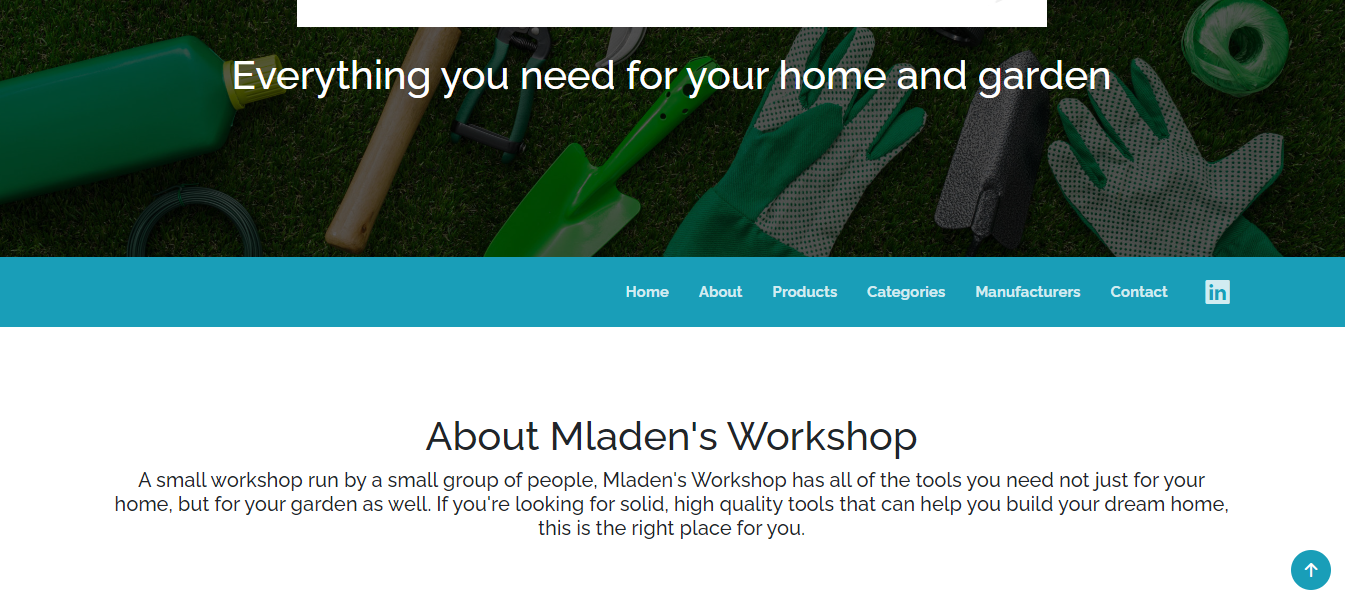 Everything you need for your home and garden
Home About Products Categories Manufacturers Contact in
About Mladen's Workshop
A small workshop run by a small group of people, Mladen's Workshop has all of the tools you need not just for your
home, but for your garden as well. If you're looking for solid, high quality tools that can help you build your dream home,
this is the right place for you.